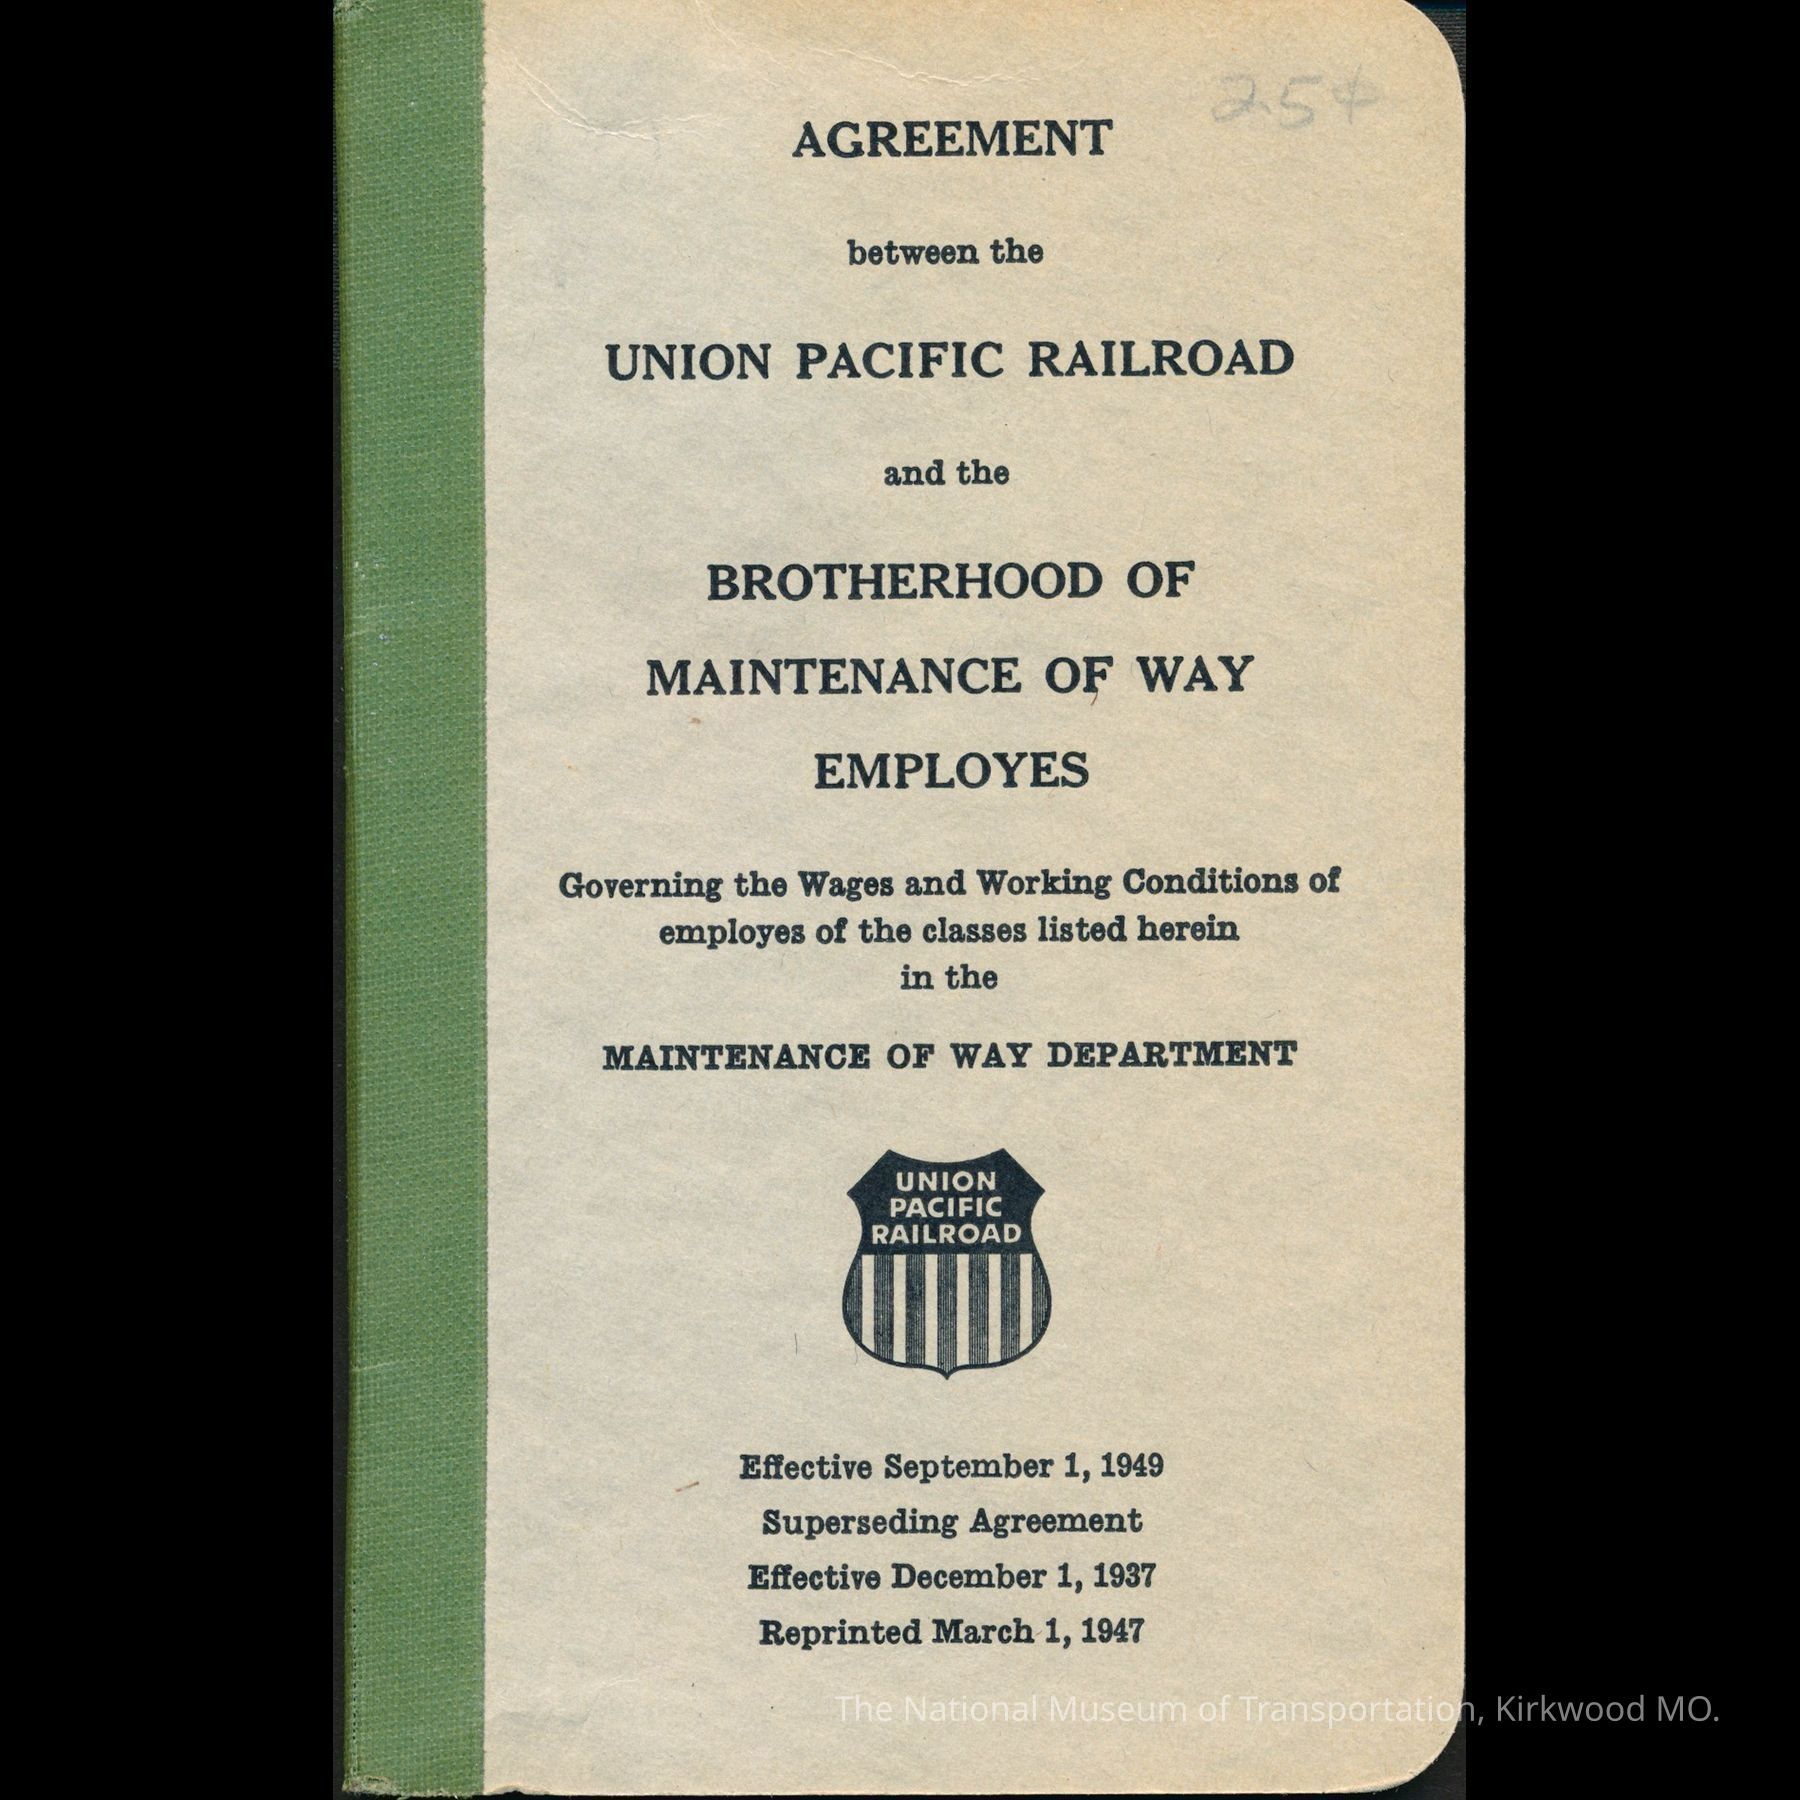 25¢
AGREEMENT
between the
UNION PACIFIC RAILROAD
and the
BROTHERHOOD OF
MAINTENANCE OF WAY
EMPLOYES
Governing the Wages and Working Conditions of
employes of the classes listed herein
in the
MAINTENANCE OF WAY DEPARTMENT
UNION
PACIFIC
RAILROAD
Effective September 1, 1949
Superseding Agreement
Effective December 1, 1937
Reprinted March 1, 1947
The National Museum of Transportation, Kirkwood MO.